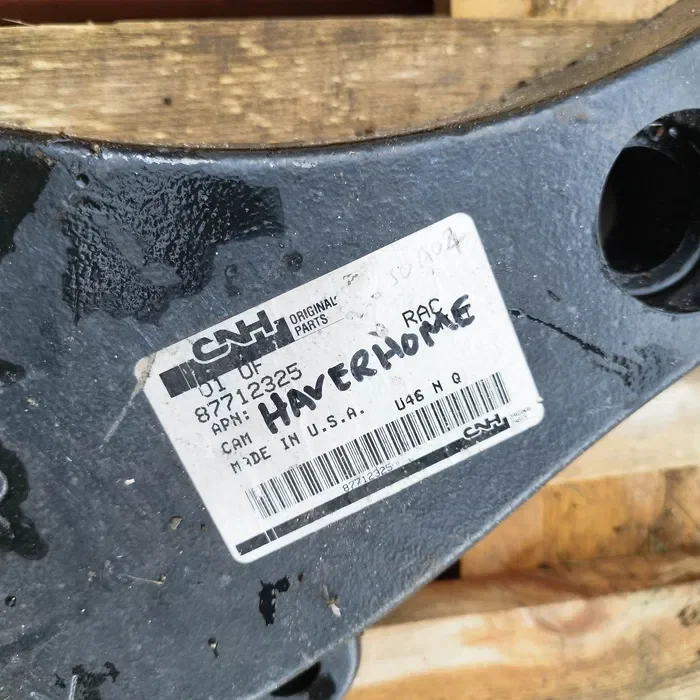 CNH ORIGINAL
PARTS
01 OF
RAC
87712325
APN:
HAVERHOME
CAM
MADE IN U.S.A. U46 N Q
87712325
CNH